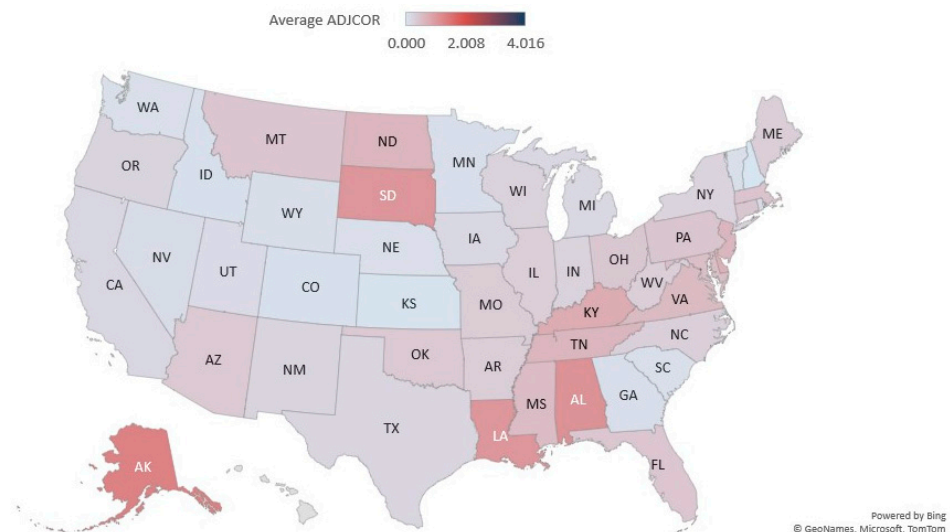 Average ADJCOR
0.000 2.008 4.016
WA
MT
ND
ME
OR
ID
MN
SD
WI
NY
WY
MI
IA
NE
PA
NV
UT
IL
IN
OH
CA
CO
WV
KS
MO
VA
KY
NC
TN
AZ
OK
NM
AR
SC
MS
AL
GA
TX
LA
AK
FL
Powered by Bing
© GeoNames, Microsoft, TomTom